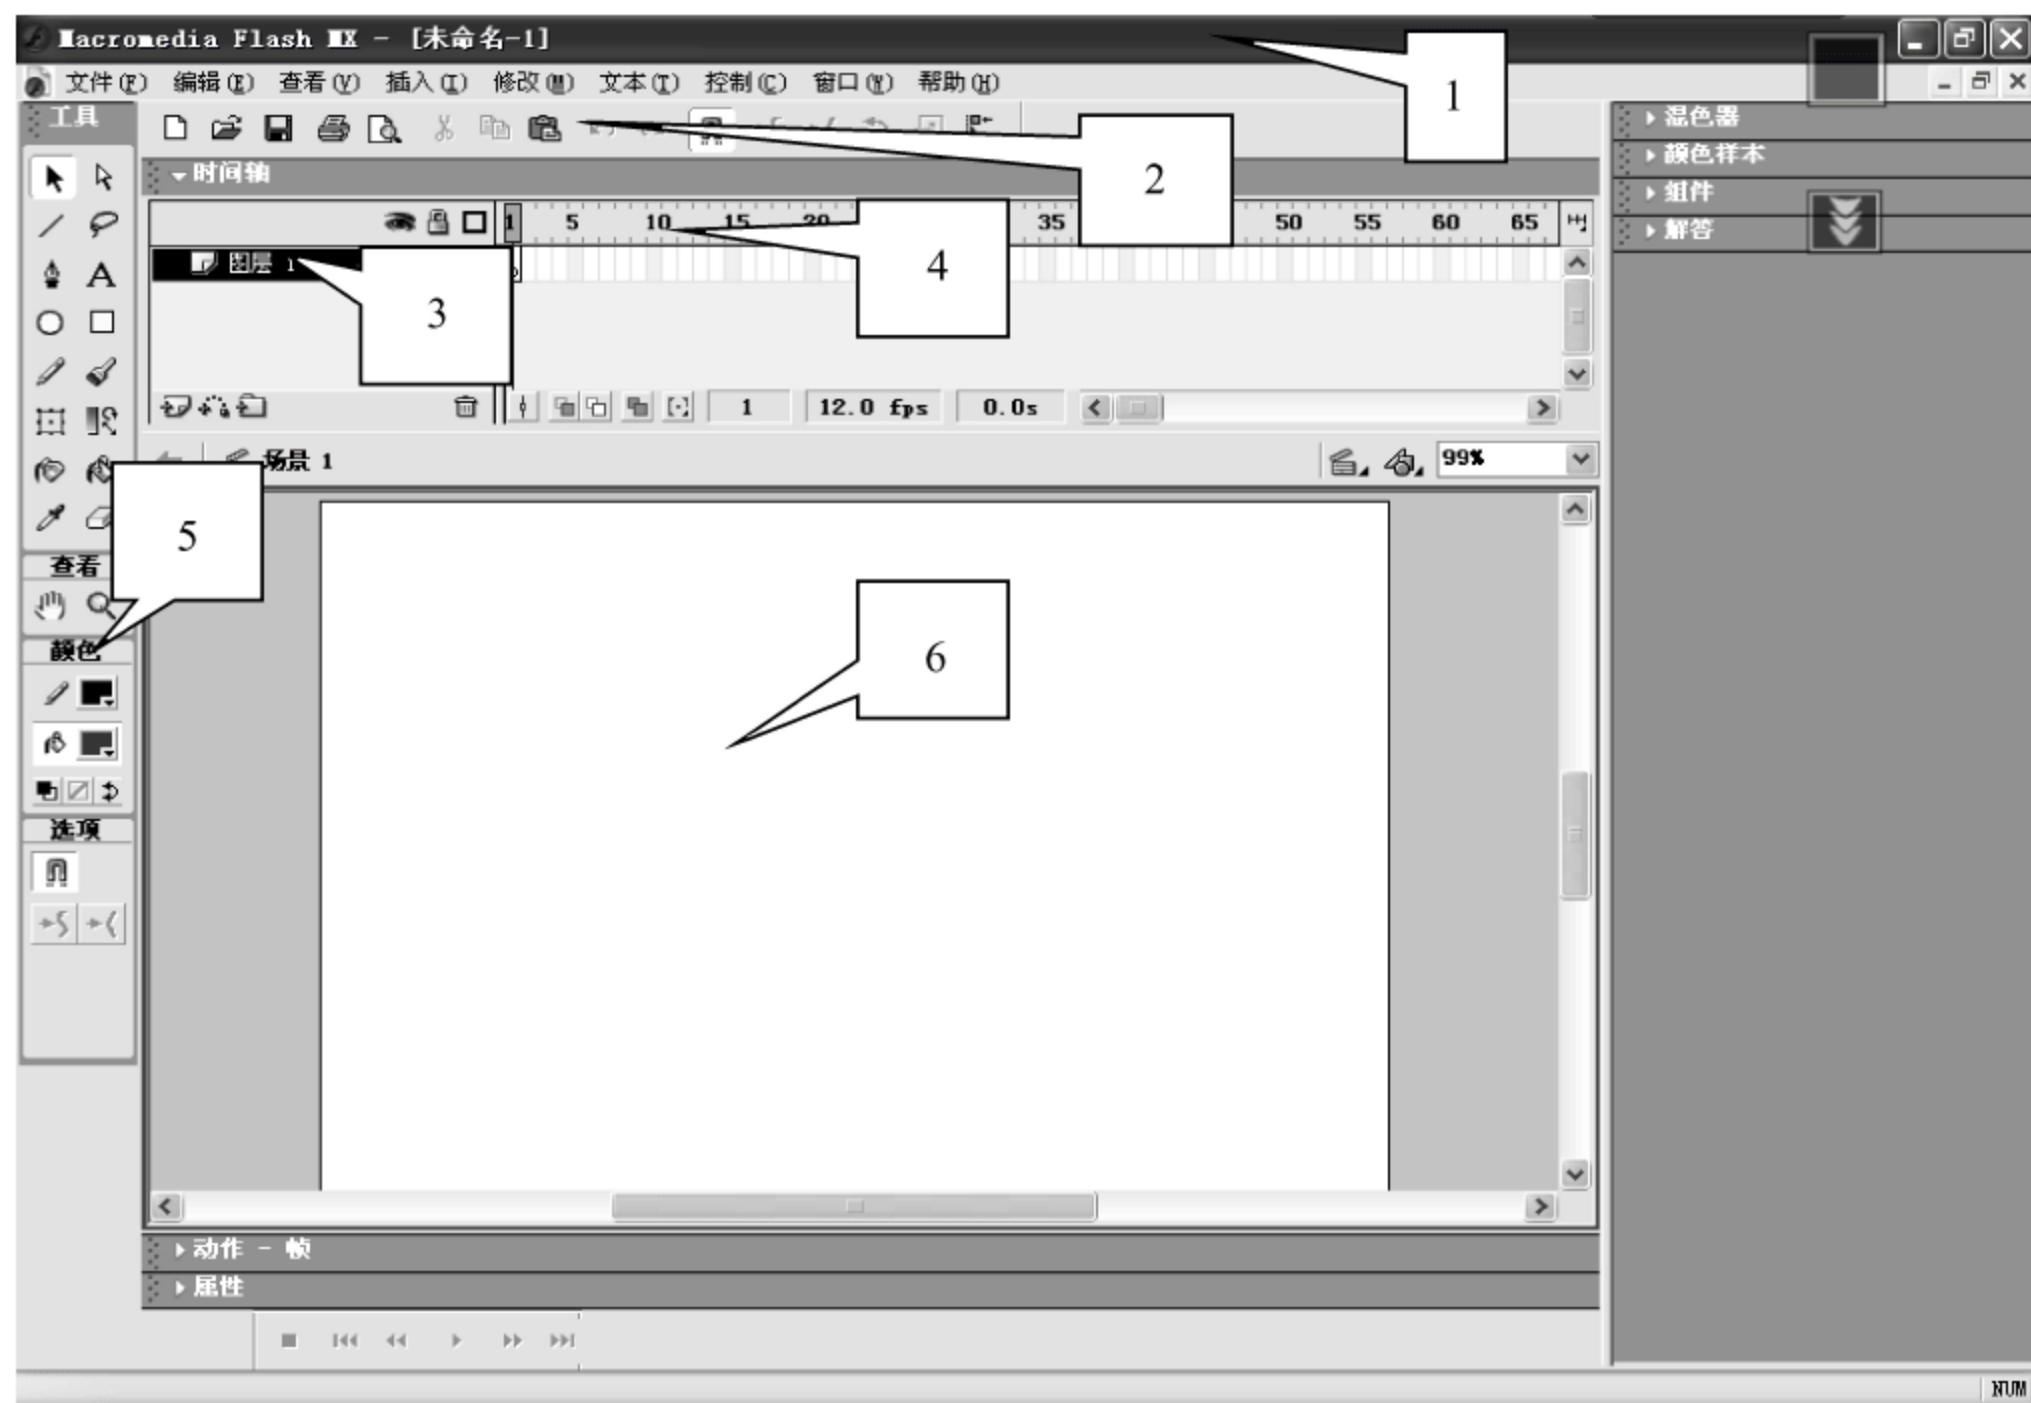 Macromedia Flash MX - [未命名-1]
文件(F) 编辑(E) 查看(V) 插入(I) 修改(M) 文本(T) 控制(C) 窗口(W) 帮助(H)
1
工具
混色器
颜色样本
组件
解答
2
时间轴
1 5 10 15 20 35 50 55 60 65
图层 1
3
4
1 12.0 fps 0.0s
场景 1
99%
5
查看
颜色
6
选项
动作 - 帧
属性
NUM